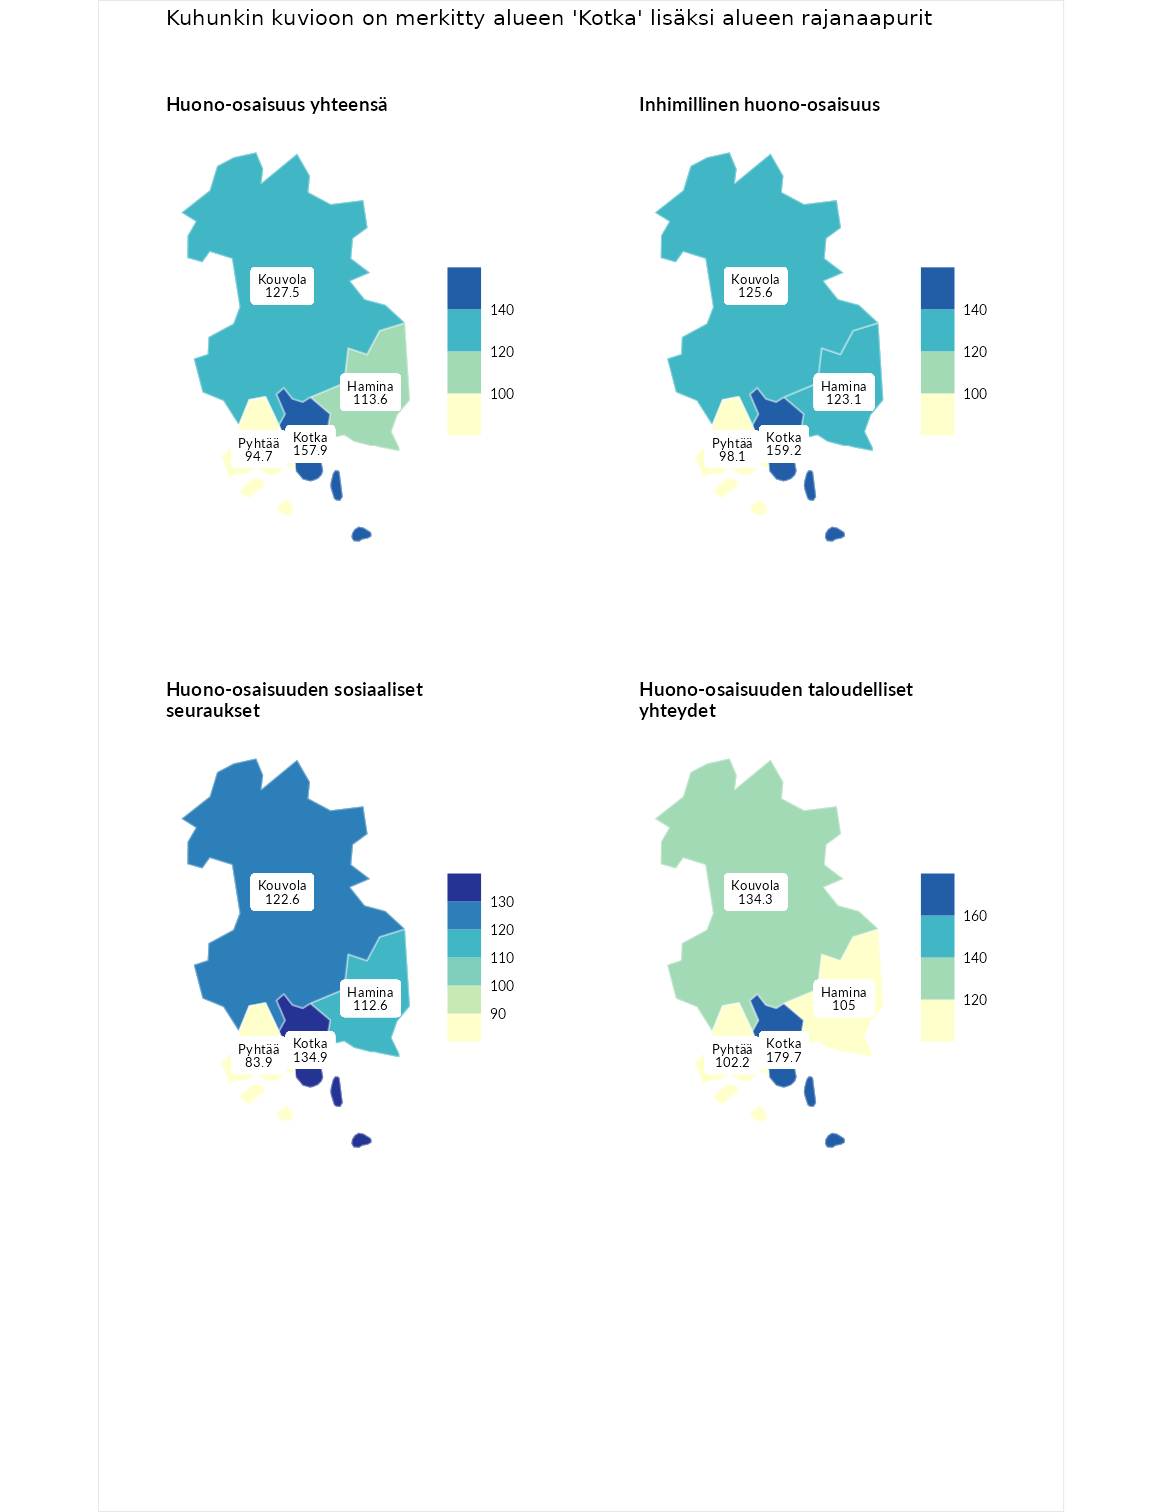 Kuhunkin kuvioon on merkitty alueen 'Kotka' lisäksi alueen rajanaapurit
Huono-osaisuus yhteensä
Kouvola
127.5
Hamina
113.6
Pyhtää
94.7
Kotka
157.9
140
120
100
Inhimillinen huono-osaisuus
Kouvola
125.6
Hamina
123.1
Pyhtää
98.1
Kotka
159.2
140
120
100
Huono-osaisuuden sosiaaliset
seuraukset
Kouvola
122.6
Hamina
112.6
Pyhtää
83.9
Kotka
134.9
130
120
110
100
90
Huono-osaisuuden taloudelliset
yhteydet
Kouvola
134.3
Hamina
105
Pyhtää
102.2
Kotka
179.7
160
140
120